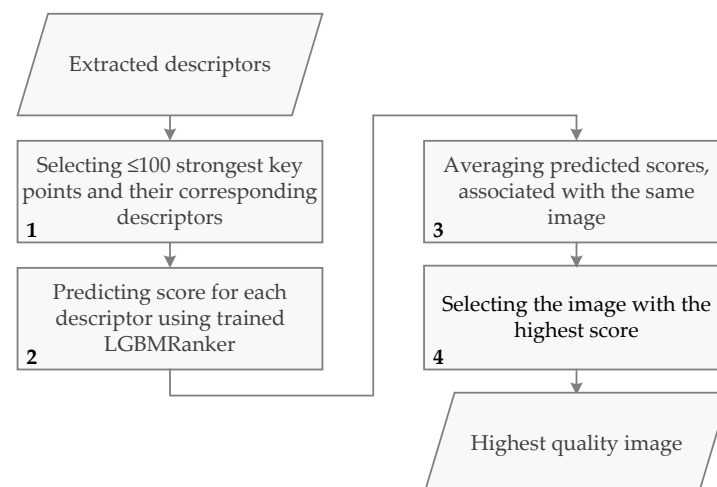 Extracted descriptors
Selecting ≤100 strongest key
points and their corresponding
descriptors
1
Predicting score for each
descriptor using trained
LGBMRanker
2
Averaging predicted scores,
associated with the same
image
3
Selecting the image with the
highest score
4
Highest quality image